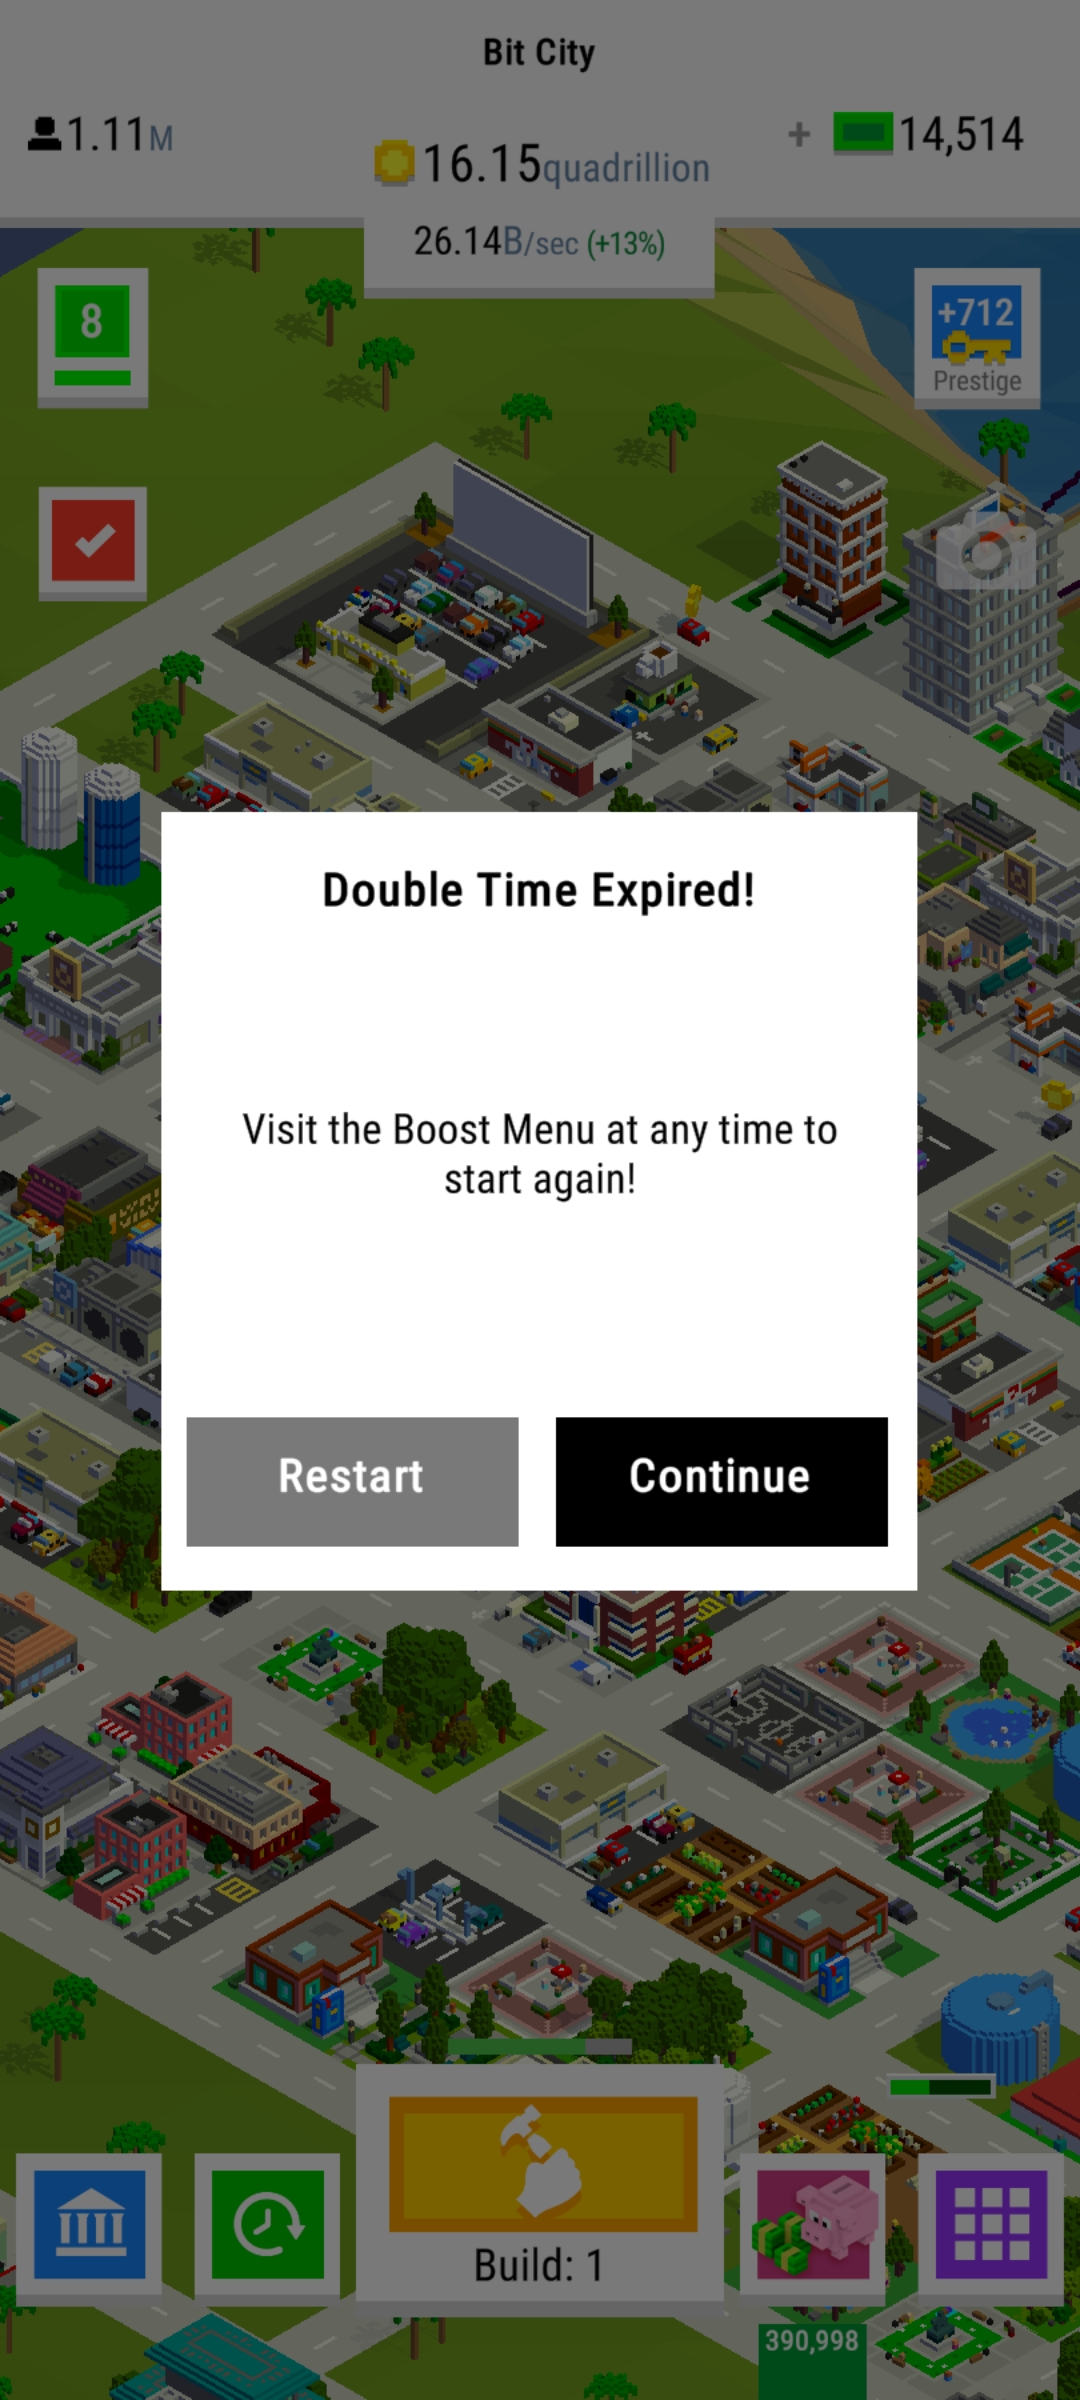 Bit City
1.11M
16.15quadrillion
+ 14,514
26.14B/sec (+13%)
8
+712
Prestige
Double Time Expired!
Visit the Boost Menu at any time to
start again!
Restart
Continue
Build: 1
390,998